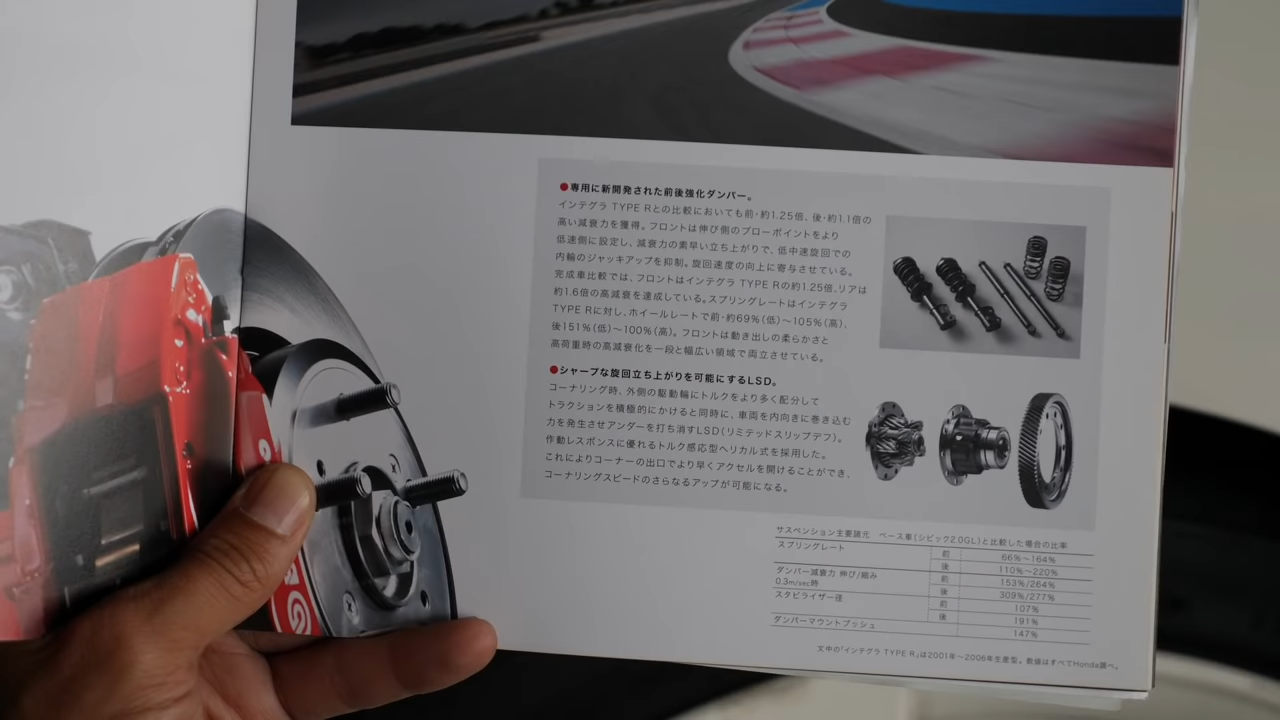 ●専用に新開発された前後強化ダンパー。
インテグラ TYPE Rとの比較においても前・約1.25倍、後・約1.1倍の
高い減衰力を獲得。フロントは伸び側のブローポイントをより
低速側に設定し、減衰力の素早い立ち上がりで、低中速旋回での
内輪のジャッキアップを抑制。旋回速度の向上に寄与させている。
完成車比較では、フロントはインテグラ TYPE Rの約1.25倍、リアは
約1.6倍の高減衰を達成している。スプリングレートはインテグラ
TYPE Rに対し、ホイールレートで前・約69%(低)〜105%(高)、
後151%(低)〜100%(高)。フロントは動き出しの柔らかさと
高荷重時の高減衰化を一段と幅広い領域で両立させている。
●シャープな旋回立ち上がりを可能にするLSD。
コーナリング時、外側の駆動輪にトルクをより多く配分して
トラクションを積極的にかけると同時に、車両を内向きに巻き込む
力を発生させアンダーを打ち消すLSD(リミテッドスリップデフ)。
作動レスポンスに優れるトルク感応型ヘリカル式を採用した。
これによりコーナーの出口でより早くアクセルを開けることができ、
コーナリングスピードのさらなるアップが可能になる。
サスペンション主要諸元 ベース車(シビック2.0GL)と比較した場合の比率
スプリングレート 前 66%〜164%
後 110%〜220%
ダンパー減衰力 伸び/縮み 0.3m/sec時 前 153%/264%
後 309%/277%
スタビライザー径 前 107%
後 191%
ダンパーマウントブッシュ 147%
文中の「インテグラ TYPE R」は2001年〜2006年生産型。数値はすべてHonda調べ。